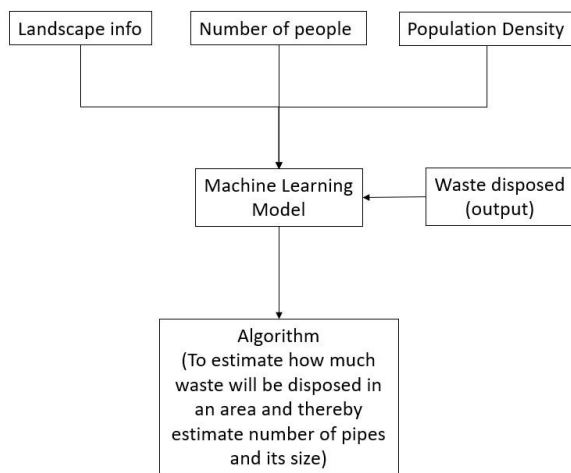 Landscape info
Number of people
Population Density
Machine Learning
Model
Waste disposed
(output)
Algorithm
(To estimate how much
waste will be disposed in
an area and thereby
estimate number of pipes
and its size)